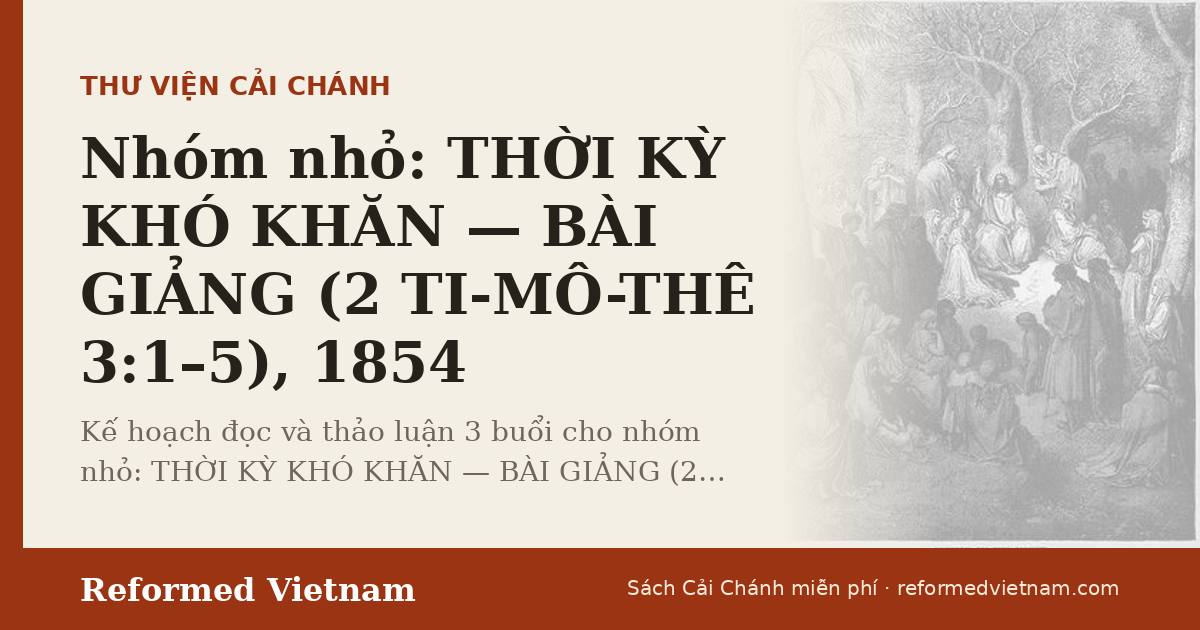 THƯ VIỆN CẢI CHÁNH
Nhóm nhỏ: THỜI KỲ
KHÓ KHĂN — BÀI
GIẢNG (2 TI-MÔ-THÊ
3:1–5), 1854
Kế hoạch đọc và thảo luận 3 buổi cho nhóm
nhỏ: THỜI KỲ KHÓ KHĂN — BÀI GIẢNG (2...
Reformed Vietnam
Sách Cải Chánh miễn phí · reformedvietnam.com